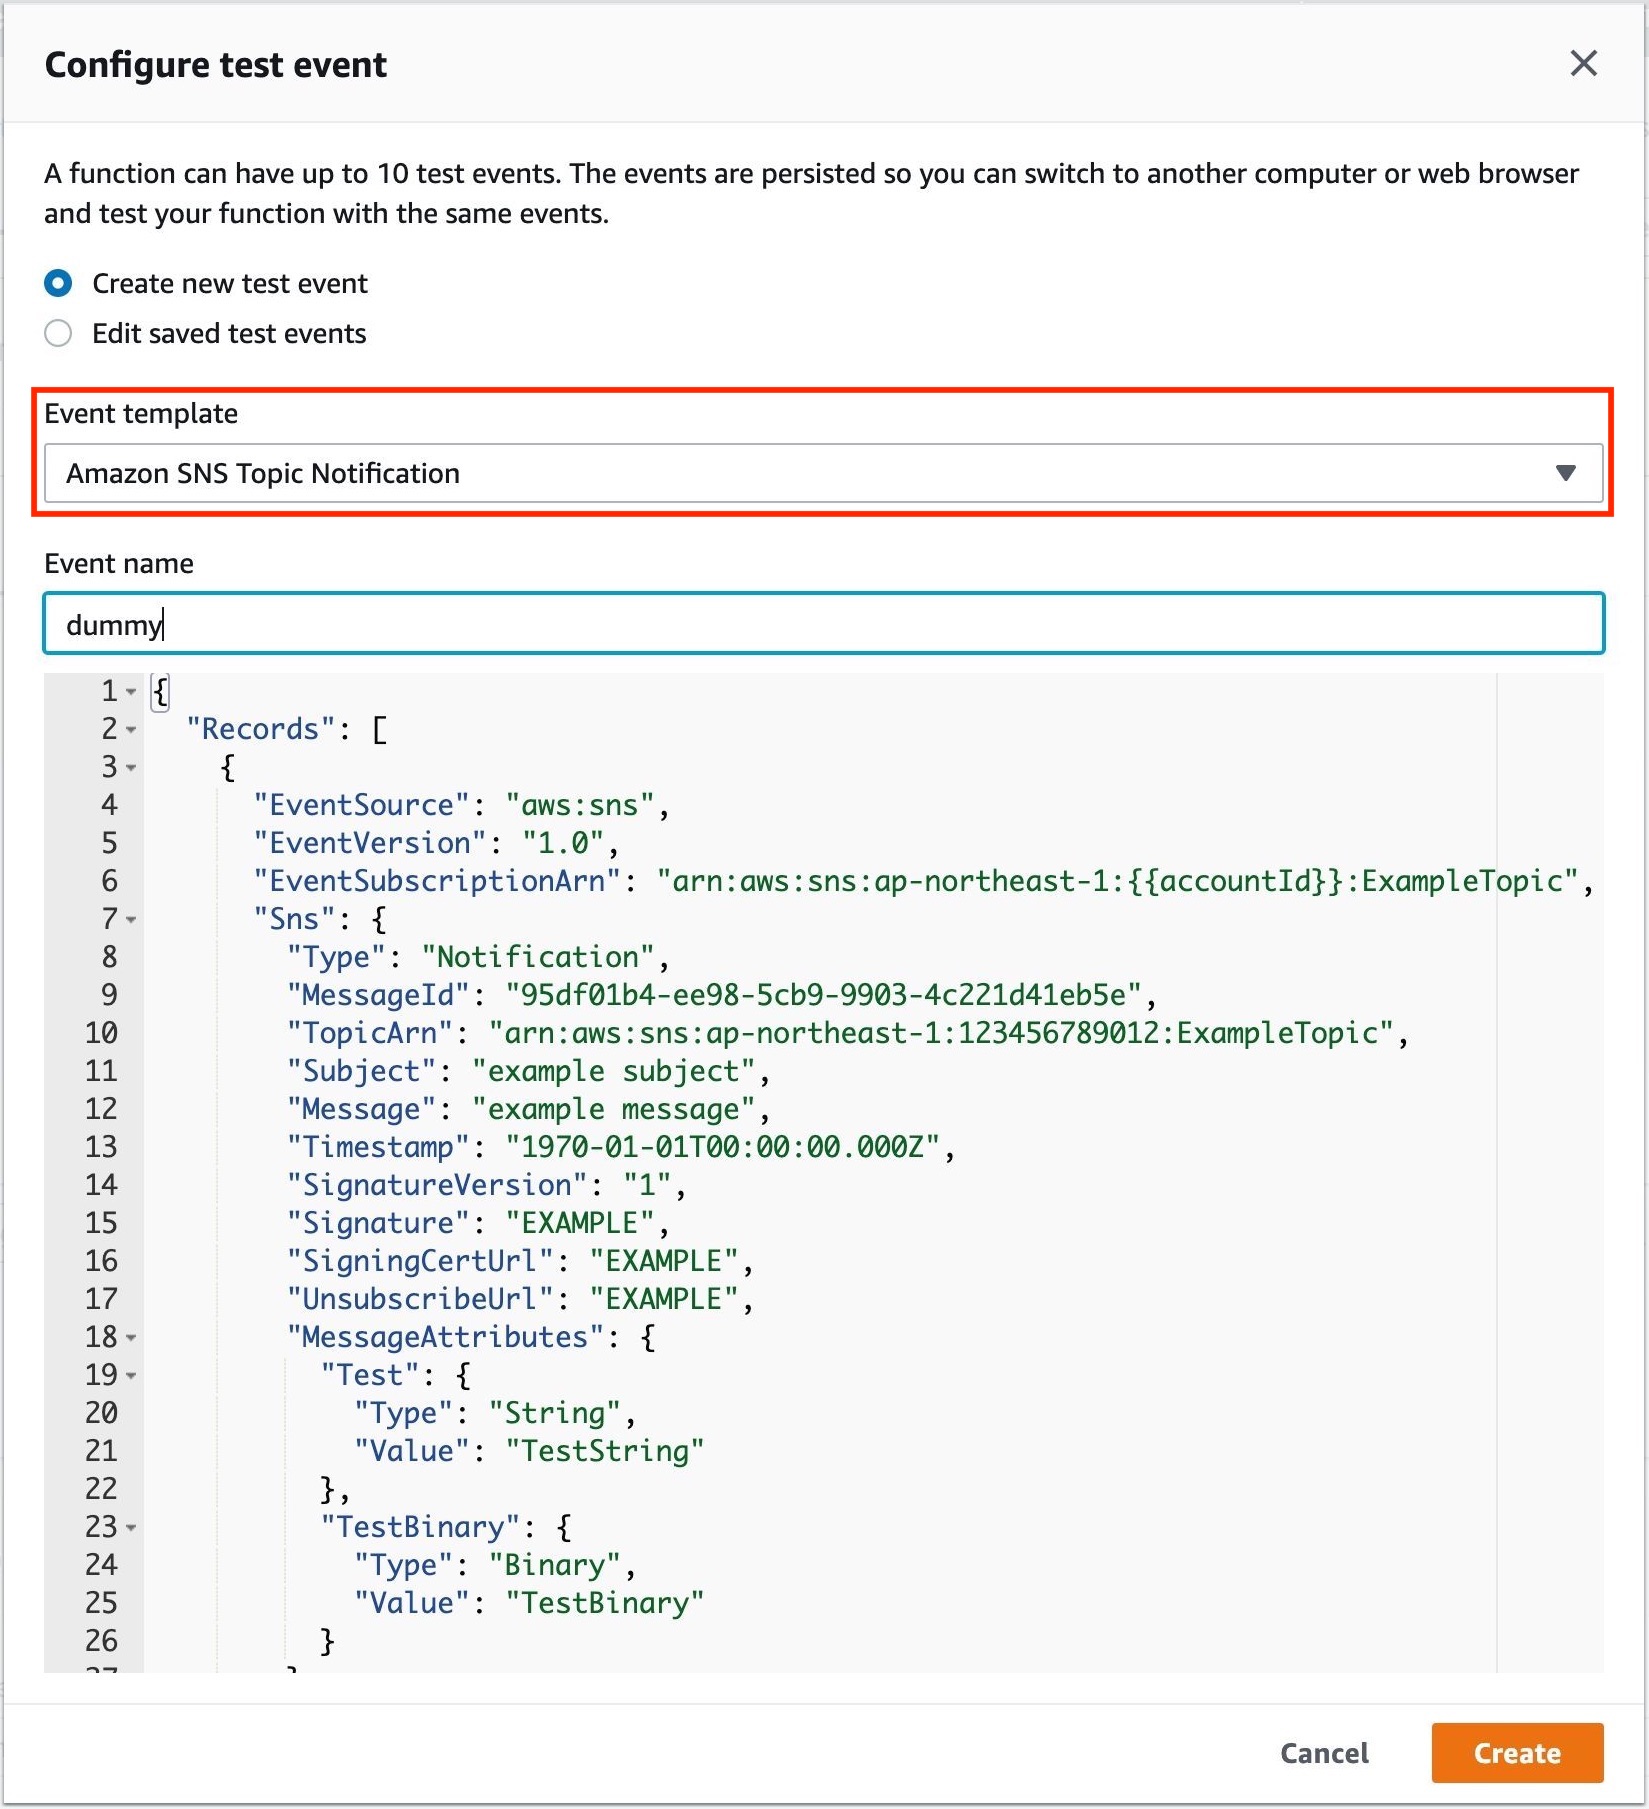 Configure test event
A function can have up to 10 test events. The events are persisted so you can switch to another computer or web browser
and test your function with the same events.
Create new test event
Edit saved test events
Event template
Amazon SNS Topic Notification
Event name
dummy
1 {
2 "Records": [
3 {
4 "EventSource": "aws:sns",
5 "EventVersion": "1.0",
6 "EventSubscriptionArn": "arn:aws:sns:ap-northeast-1:{{accountId}}:ExampleTopic",
7 "Sns": {
8 "Type": "Notification",
9 "MessageId": "95df01b4-ee98-5cb9-9903-4c221d41eb5e",
10 "TopicArn": "arn:aws:sns:ap-northeast-1:123456789012:ExampleTopic",
11 "Subject": "example subject",
12 "Message": "example message",
13 "Timestamp": "1970-01-01T00:00:00.000Z",
14 "SignatureVersion": "1",
15 "Signature": "EXAMPLE",
16 "SigningCertUrl": "EXAMPLE",
17 "UnsubscribeUrl": "EXAMPLE",
18 "MessageAttributes": {
19 "Test": {
20 "Type": "String",
21 "Value": "TestString"
22 },
23 "TestBinary": {
24 "Type": "Binary",
25 "Value": "TestBinary"
26 }
Cancel
Create